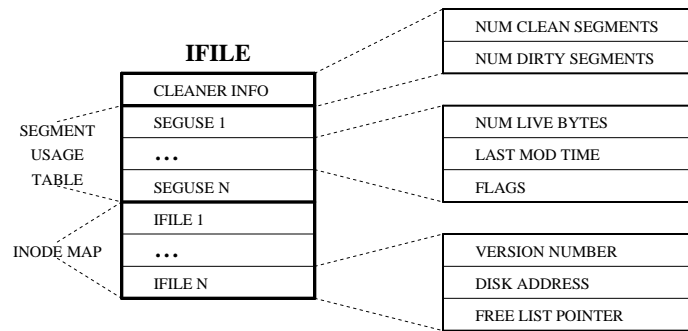 IFILE
CLEANER INFO
SEGUSE 1
...
SEGUSE N
IFILE 1
...
IFILE N
SEGMENT
USAGE
TABLE
INODE MAP
NUM CLEAN SEGMENTS
NUM DIRTY SEGMENTS
NUM LIVE BYTES
LAST MOD TIME
FLAGS
VERSION NUMBER
DISK ADDRESS
FREE LIST POINTER